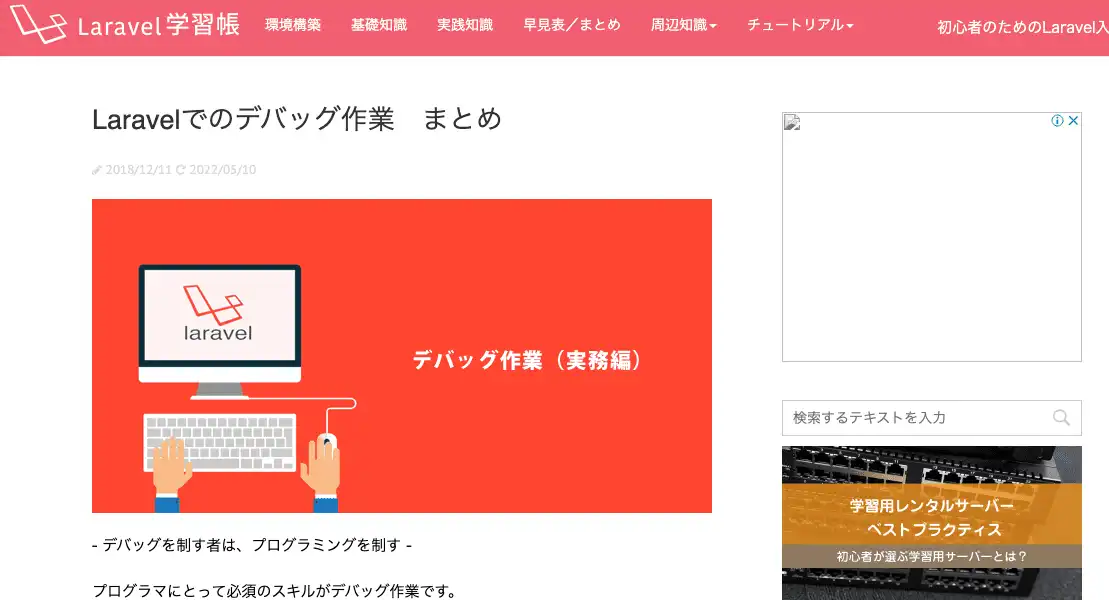 Laravel学習帳
環境構築
基礎知識
実践知識
早見表／まとめ
周辺知識
チュートリアル
初心者のためのLaravel入
Laravelでのデバッグ作業　まとめ
2018/12/11 2022/05/10
laravel
デバッグ作業（実務編）
- デバッグを制す者は、プログラミングを制す -
プログラマにとって必須のスキルがデバッグ作業です。
検索するテキストを入力
学習用レンタルサーバー
ベストプラクティス
初心者が選ぶ学習用サーバーとは？